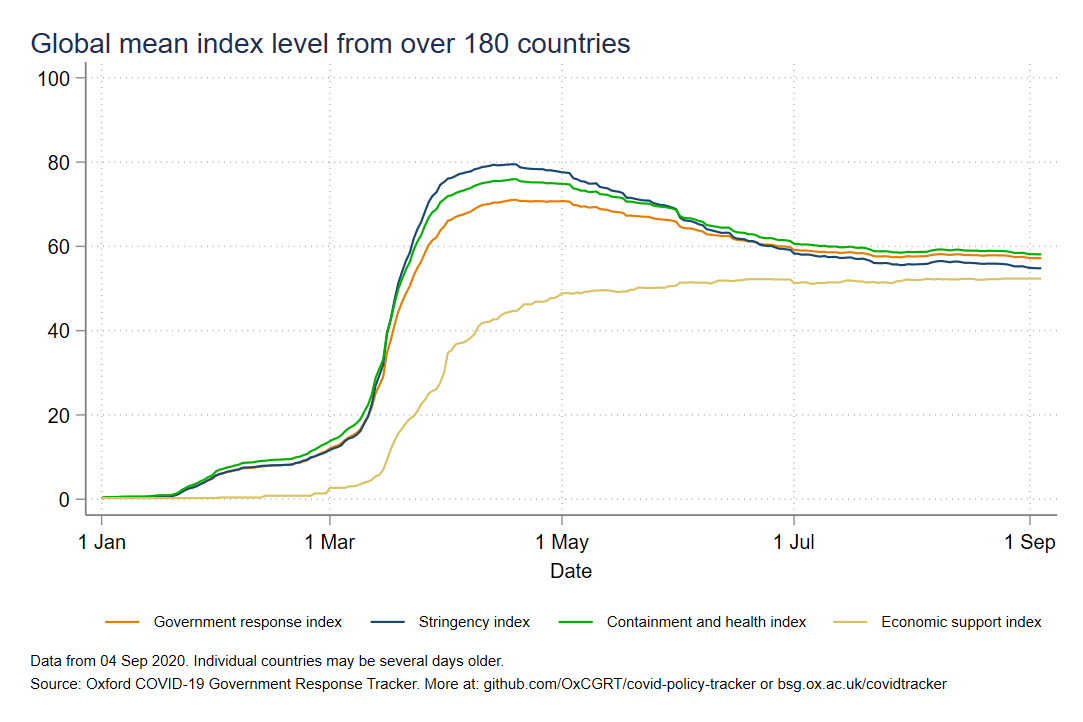 Global mean index level from over 180 countries
100
80
60
40
20
0
1 Jan 1 Mar 1 May 1 Jul 1 Sep
Date
Government response index Stringency index Containment and health index Economic support index
Data from 04 Sep 2020. Individual countries may be several days older.
Source: Oxford COVID-19 Government Response Tracker. More at: github.com/OxCGRT/covid-policy-tracker or bsg.ox.ac.uk/covidtracker